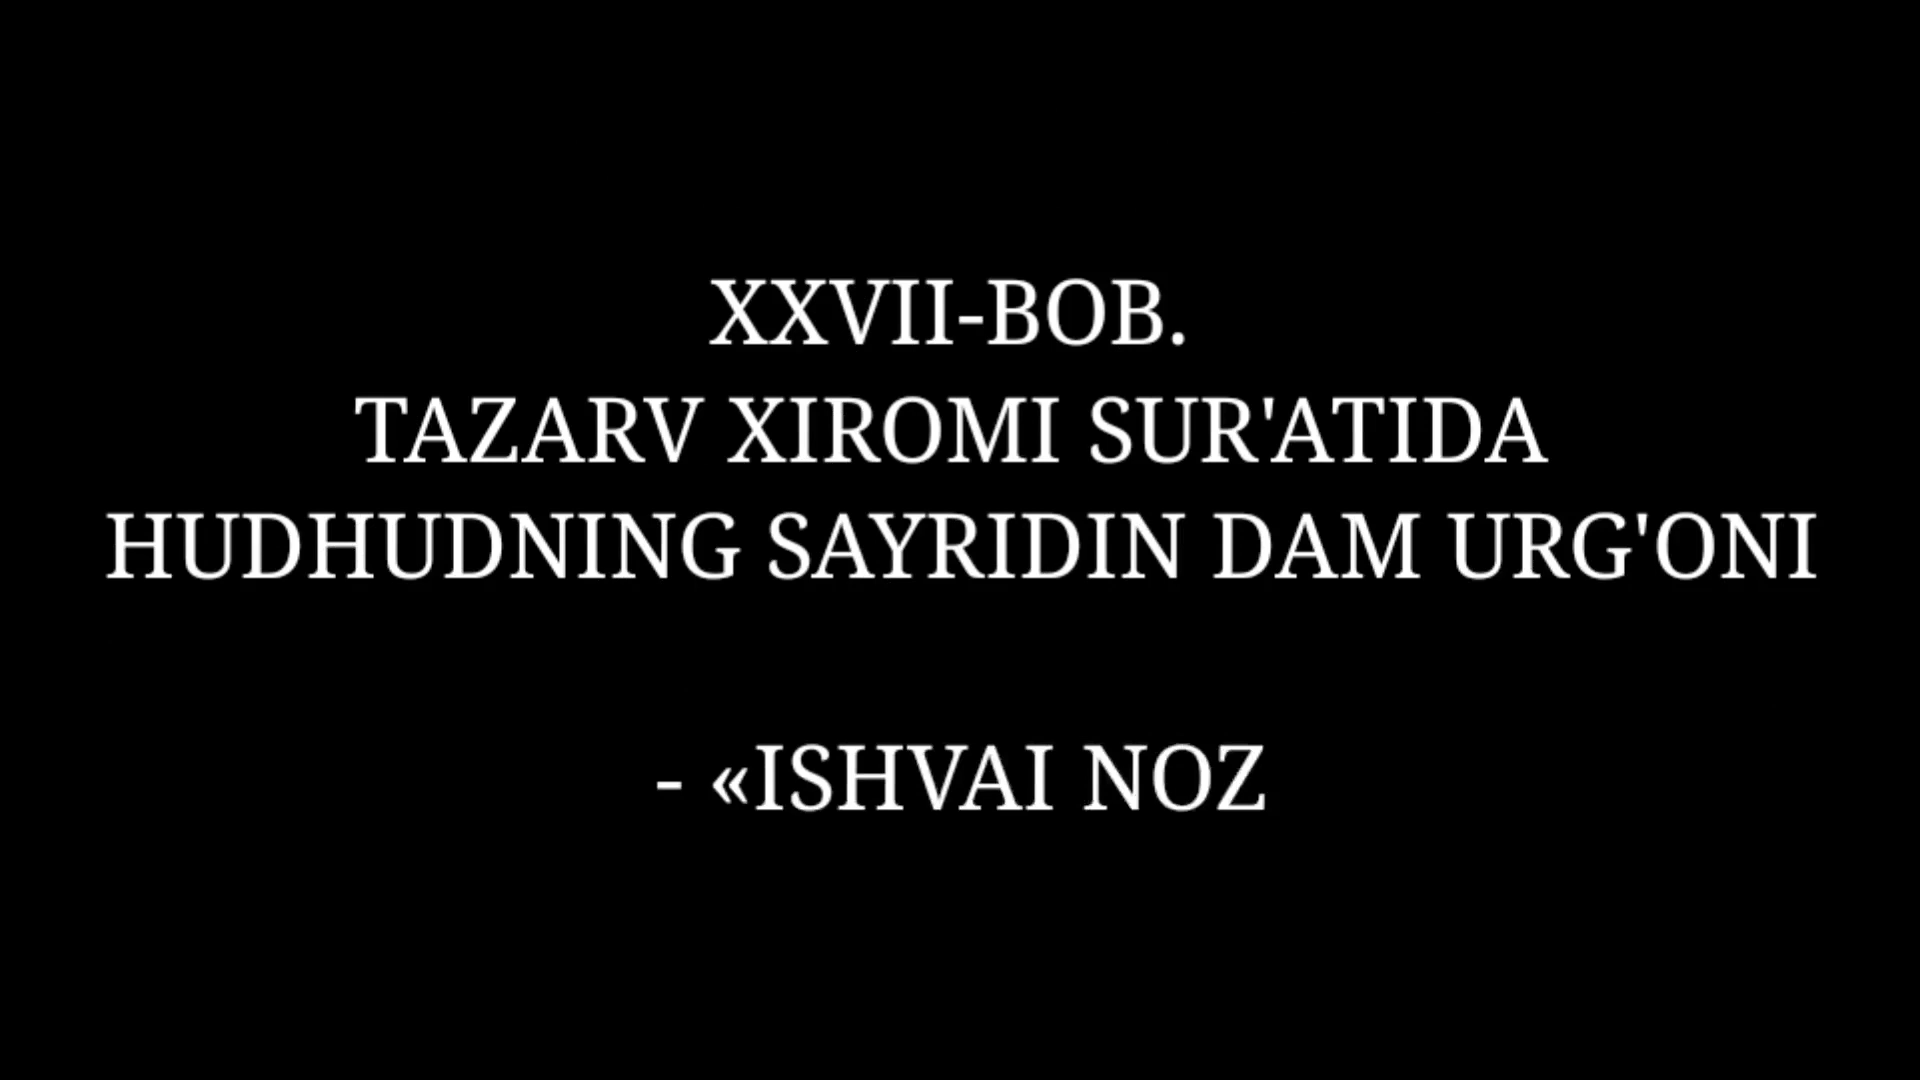 XXVII-BOB.
TAZARV XIROMI SUR'ATIDA
HUDHUDNING SAYRIDIN DAM URG'ONI
- «ISHVAI NOZ